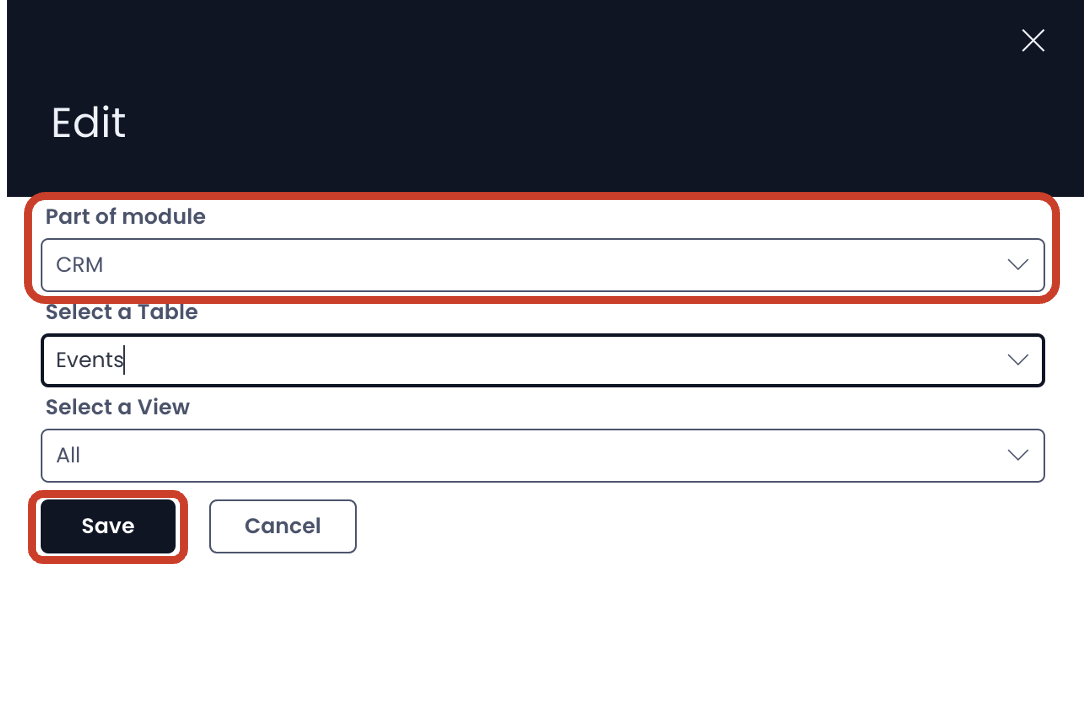 Edit
Part of module
CRM
Select a Table
Events
Select a View
All
Save
Cancel